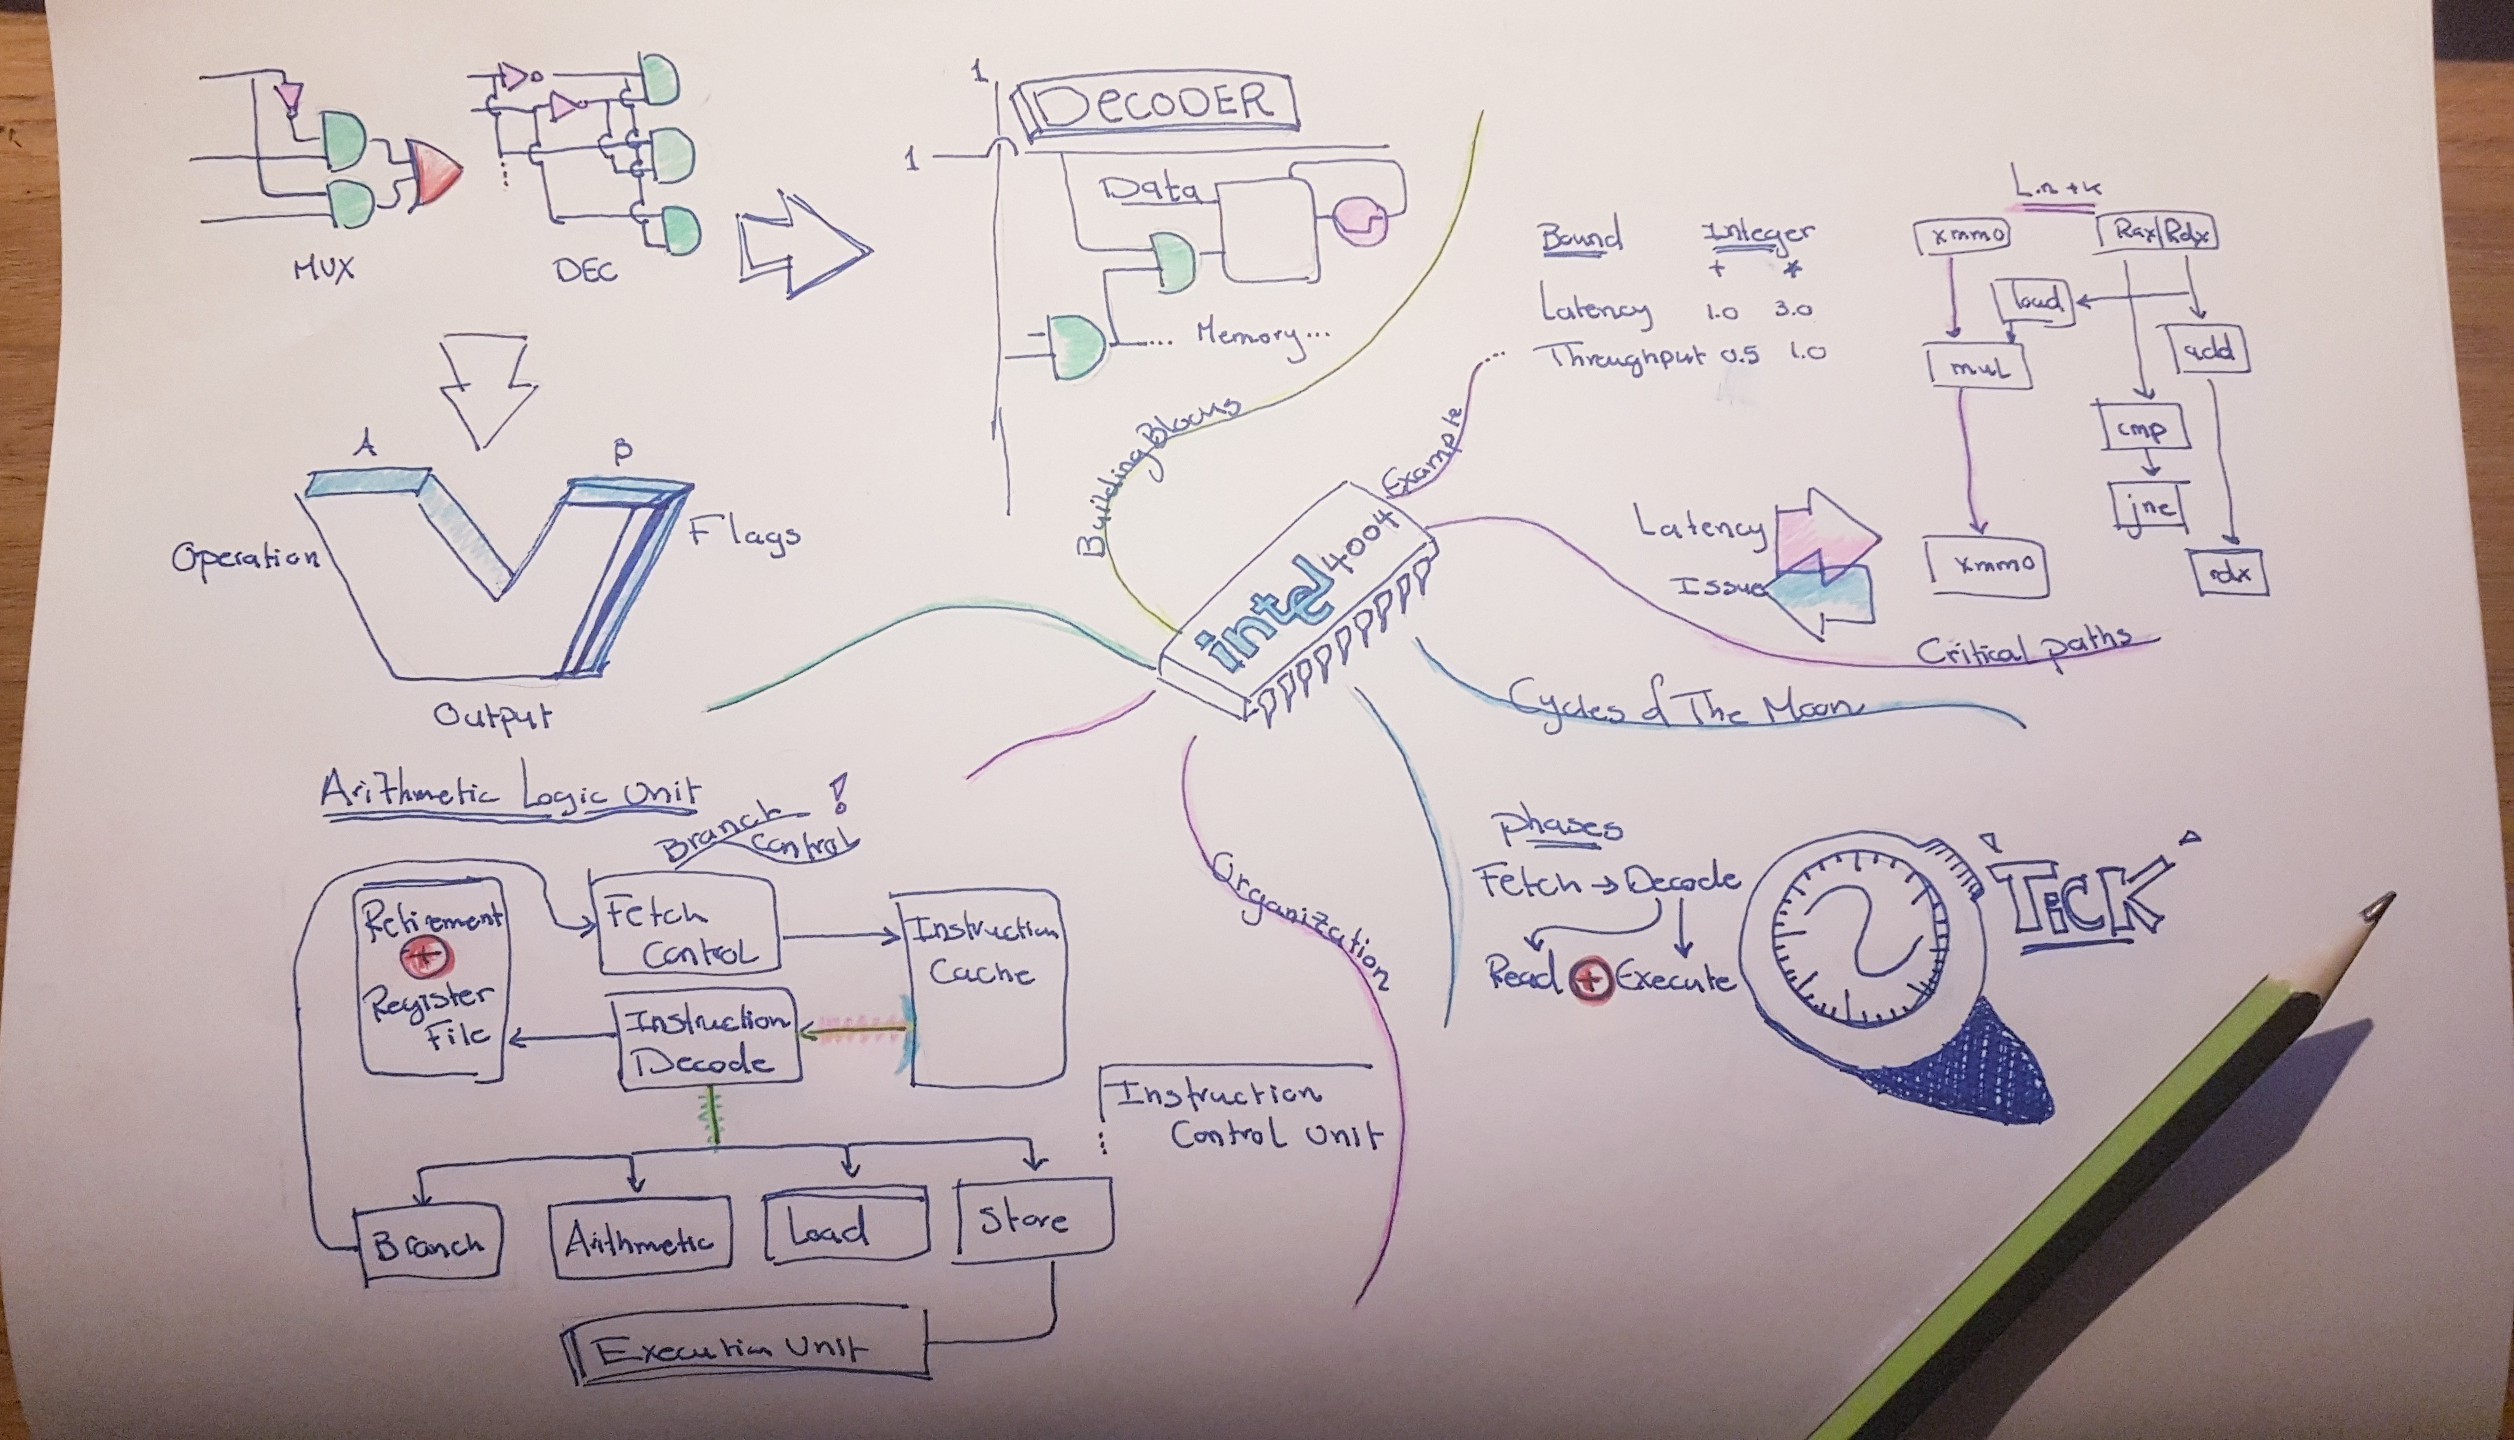 MUX
DEC
1
DECODER
1
Data
... Memory...
A
B
Operation
Flags
Output
Arithmetic Logic Unit
Building Blocks
Example
Bound Integer
+ *
Latency 1.0 3.0
... Throughput 0.5 1.0
L.n + k
xmm0
Rax/Rdx
load
mul
add
cmp
jne
xmm0
rdx
Latency
Issue
intel 4004
Critical paths
Cycles of The Moon
Organization
Phases
Fetch → Decode
Read + Execute
TiCK
Branch !
Control
Retirement
+
Register
File
Fetch
Control
Instruction
Cache
Instruction
Decode
Instruction
Control Unit
Branch
Arithmetic
Load
Store
Execution Unit